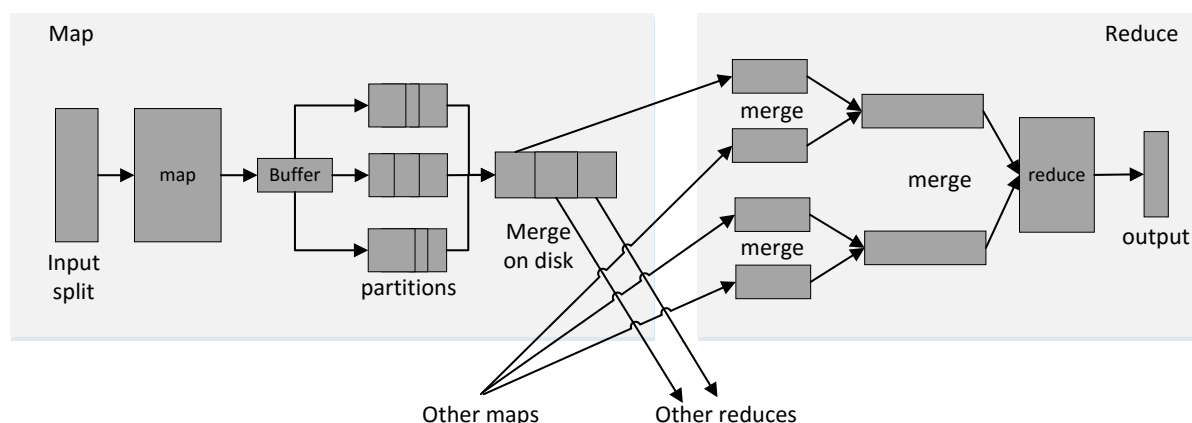 Map
Reduce
merge
map
Buffer
merge
reduce
Merge
on disk
merge
output
Input
split
partitions
Other maps
Other reduces